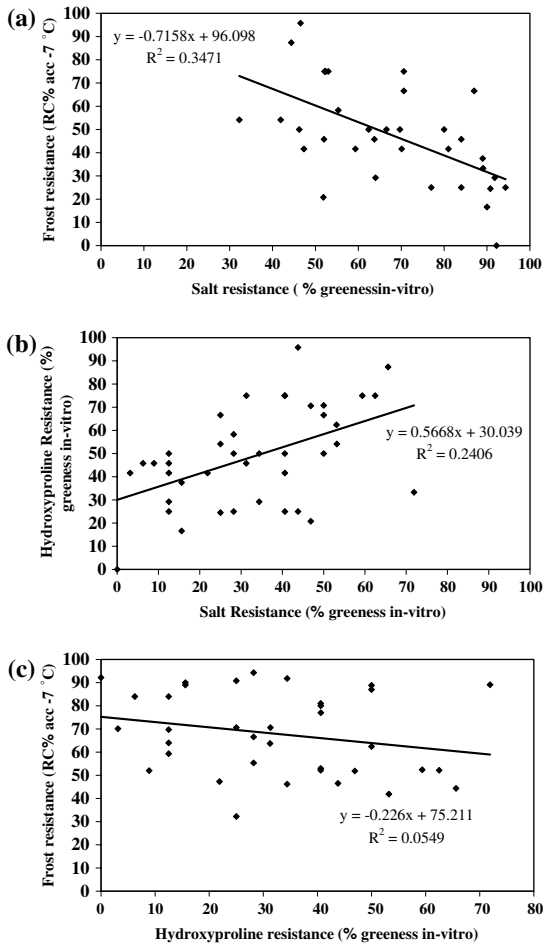 (a)
y = -0.7158x + 96.098
R² = 0.3471
Frost resistance (RC% acc -7 °C)
100
90
80
70
60
50
40
30
20
10
0
0 10 20 30 40 50 60 70 80 90 100
Salt resistance ( % greenessin-vitro)
(b)
Hydroxyproline Resistance (%)
greeness in-vitro)
100
90
80
70
60
50
40
30
20
10
0
y = 0.5668x + 30.039
R² = 0.2406
0 10 20 30 40 50 60 70 80 90 100
Salt Resistance (% greeness in-vitro)
(c)
Frost resistance (RC% acc -7 °C)
100
90
80
70
60
50
40
30
20
10
0
y = -0.226x + 75.211
R² = 0.0549
0 10 20 30 40 50 60 70 80
Hydroxyproline resistance (% greeness in-vitro)